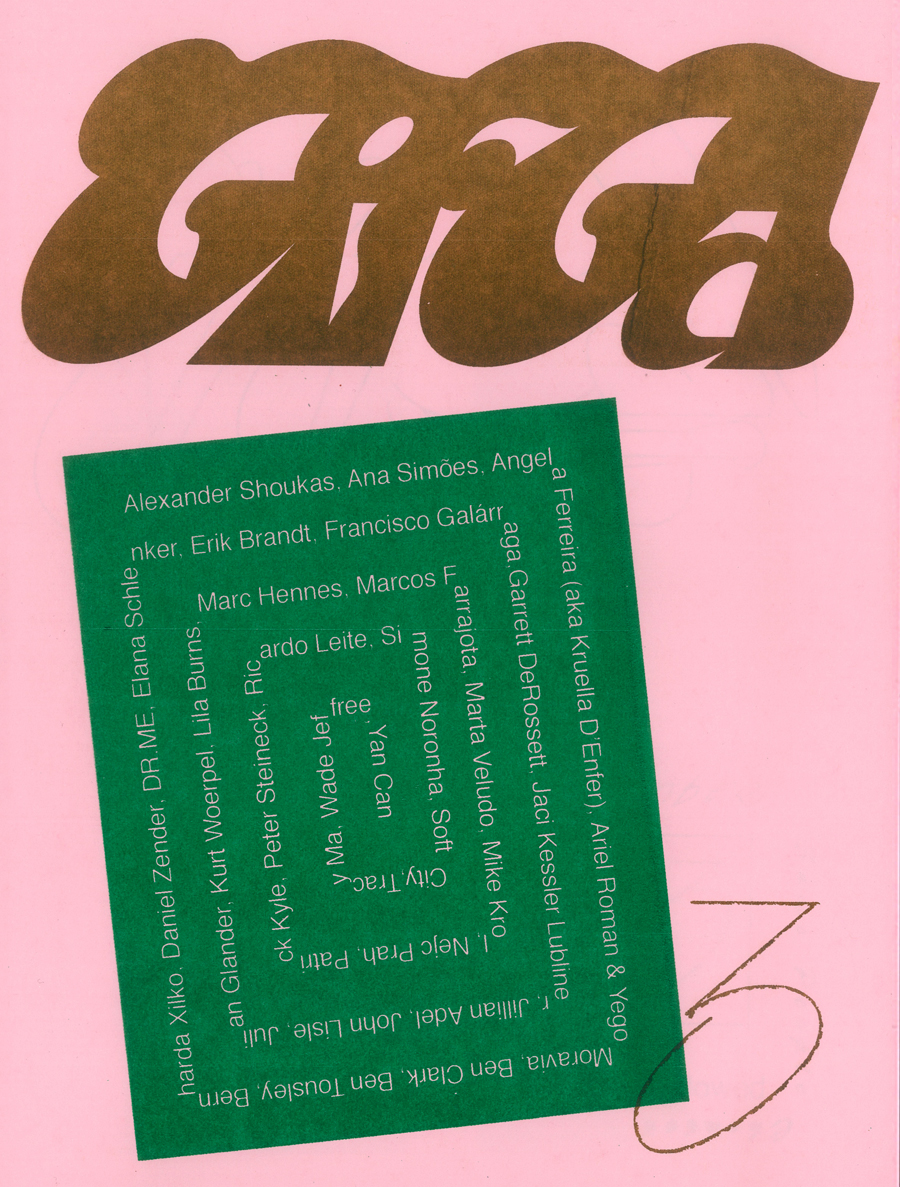 GiGa
Alexander Shoukas, Ana Simões, Angel
a Ferreira (aka Kruella D'Enfer), Ariel Roman & Yego
Moravia, Ben Clark, Ben Tousley, Bern
harda Xilko, Daniel Zender, DR.ME, Elana Schle
nker, Erik Brandt, Francisco Galárr
aga,Garrett DeRossett, Jaci Kessler Lubline
r, Jillian Adel, John Lisle, Juli
an Glander, Kurt Woerpel, Lila Burns,
Marc Hennes, Marcos F
arrajota, Marta Veludo, Mike Kro
l, Nejc Prah, Patri
ck Kyle, Peter Steineck, Ric
ardo Leite, Si
mone Noronha, Soft
City,Trac
y Ma, Wade Jef
free
, Yan Can
3